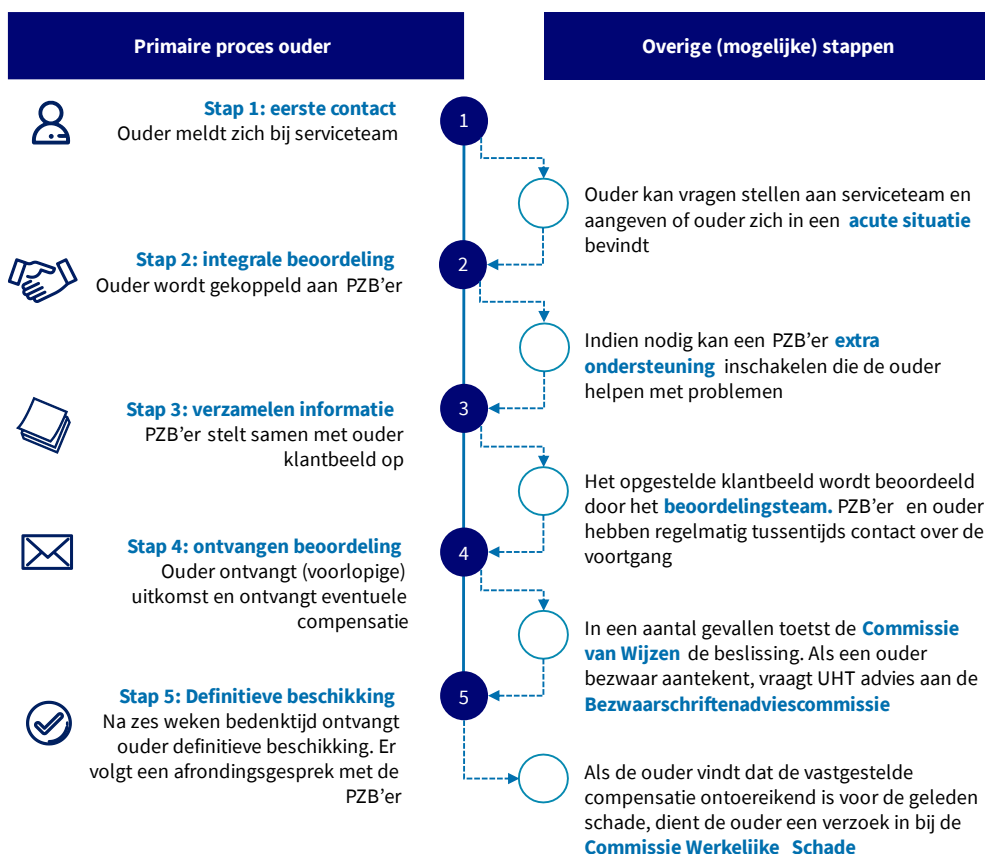 Primaire proces ouder
Overige (mogelijke) stappen
Stap 1: eerste contact
Ouder meldt zich bij serviceteam
1
Ouder kan vragen stellen aan serviceteam en
aangeven of ouder zich in een acute situatie
bevindt
Stap 2: integrale beoordeling
Ouder wordt gekoppeld aan PZB’er
2
Indien nodig kan een PZB’er extra
ondersteuning inschakelen die de ouder
helpen met problemen
Stap 3: verzamelen informatie
PZB’er stelt samen met ouder
klantbeeld op
3
Het opgestelde klantbeeld wordt beoordeeld
door het beoordelingsteam. PZB’er en ouder
hebben regelmatig tussentijds contact over de
voortgang
Stap 4: ontvangen beoordeling
Ouder ontvangt (voorlopige)
uitkomst en ontvangt eventuele
compensatie
4
In een aantal gevallen toetst de Commissie
van Wijzen de beslissing. Als een ouder
bezwaar aantekent, vraagt UHT advies aan de
Bezwaarschriftenadviescommissie
Stap 5: Definitieve beschikking
Na zes weken bedenktijd ontvangt
ouder definitieve beschikking. Er
volgt een afrondingsgesprek met de
PZB’er
5
Als de ouder vindt dat de vastgestelde
compensatie ontoereikend is voor de geleden
schade, dient de ouder een verzoek in bij de
Commissie Werkelijke Schade